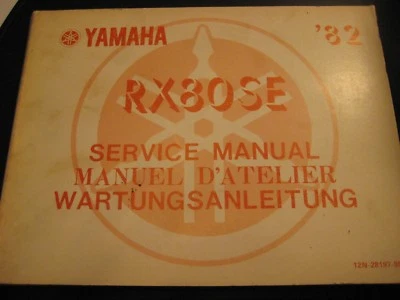 YAMAHA '82
RX80SE
SERVICE MANUAL
MANUEL D'ATELIER
WARTUNGSANLEITUNG